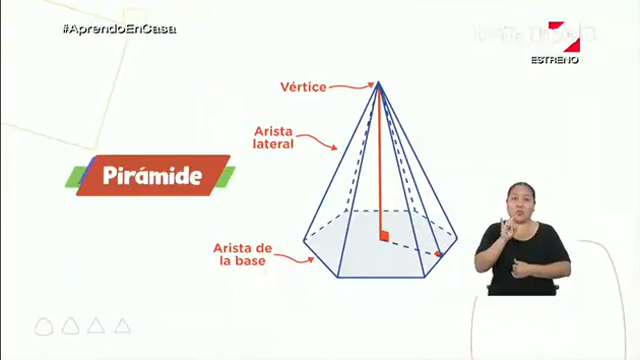 #AprendoEnCasa
ESTRENO
Vértice
Arista
lateral
Pirámide
Arista de
la base